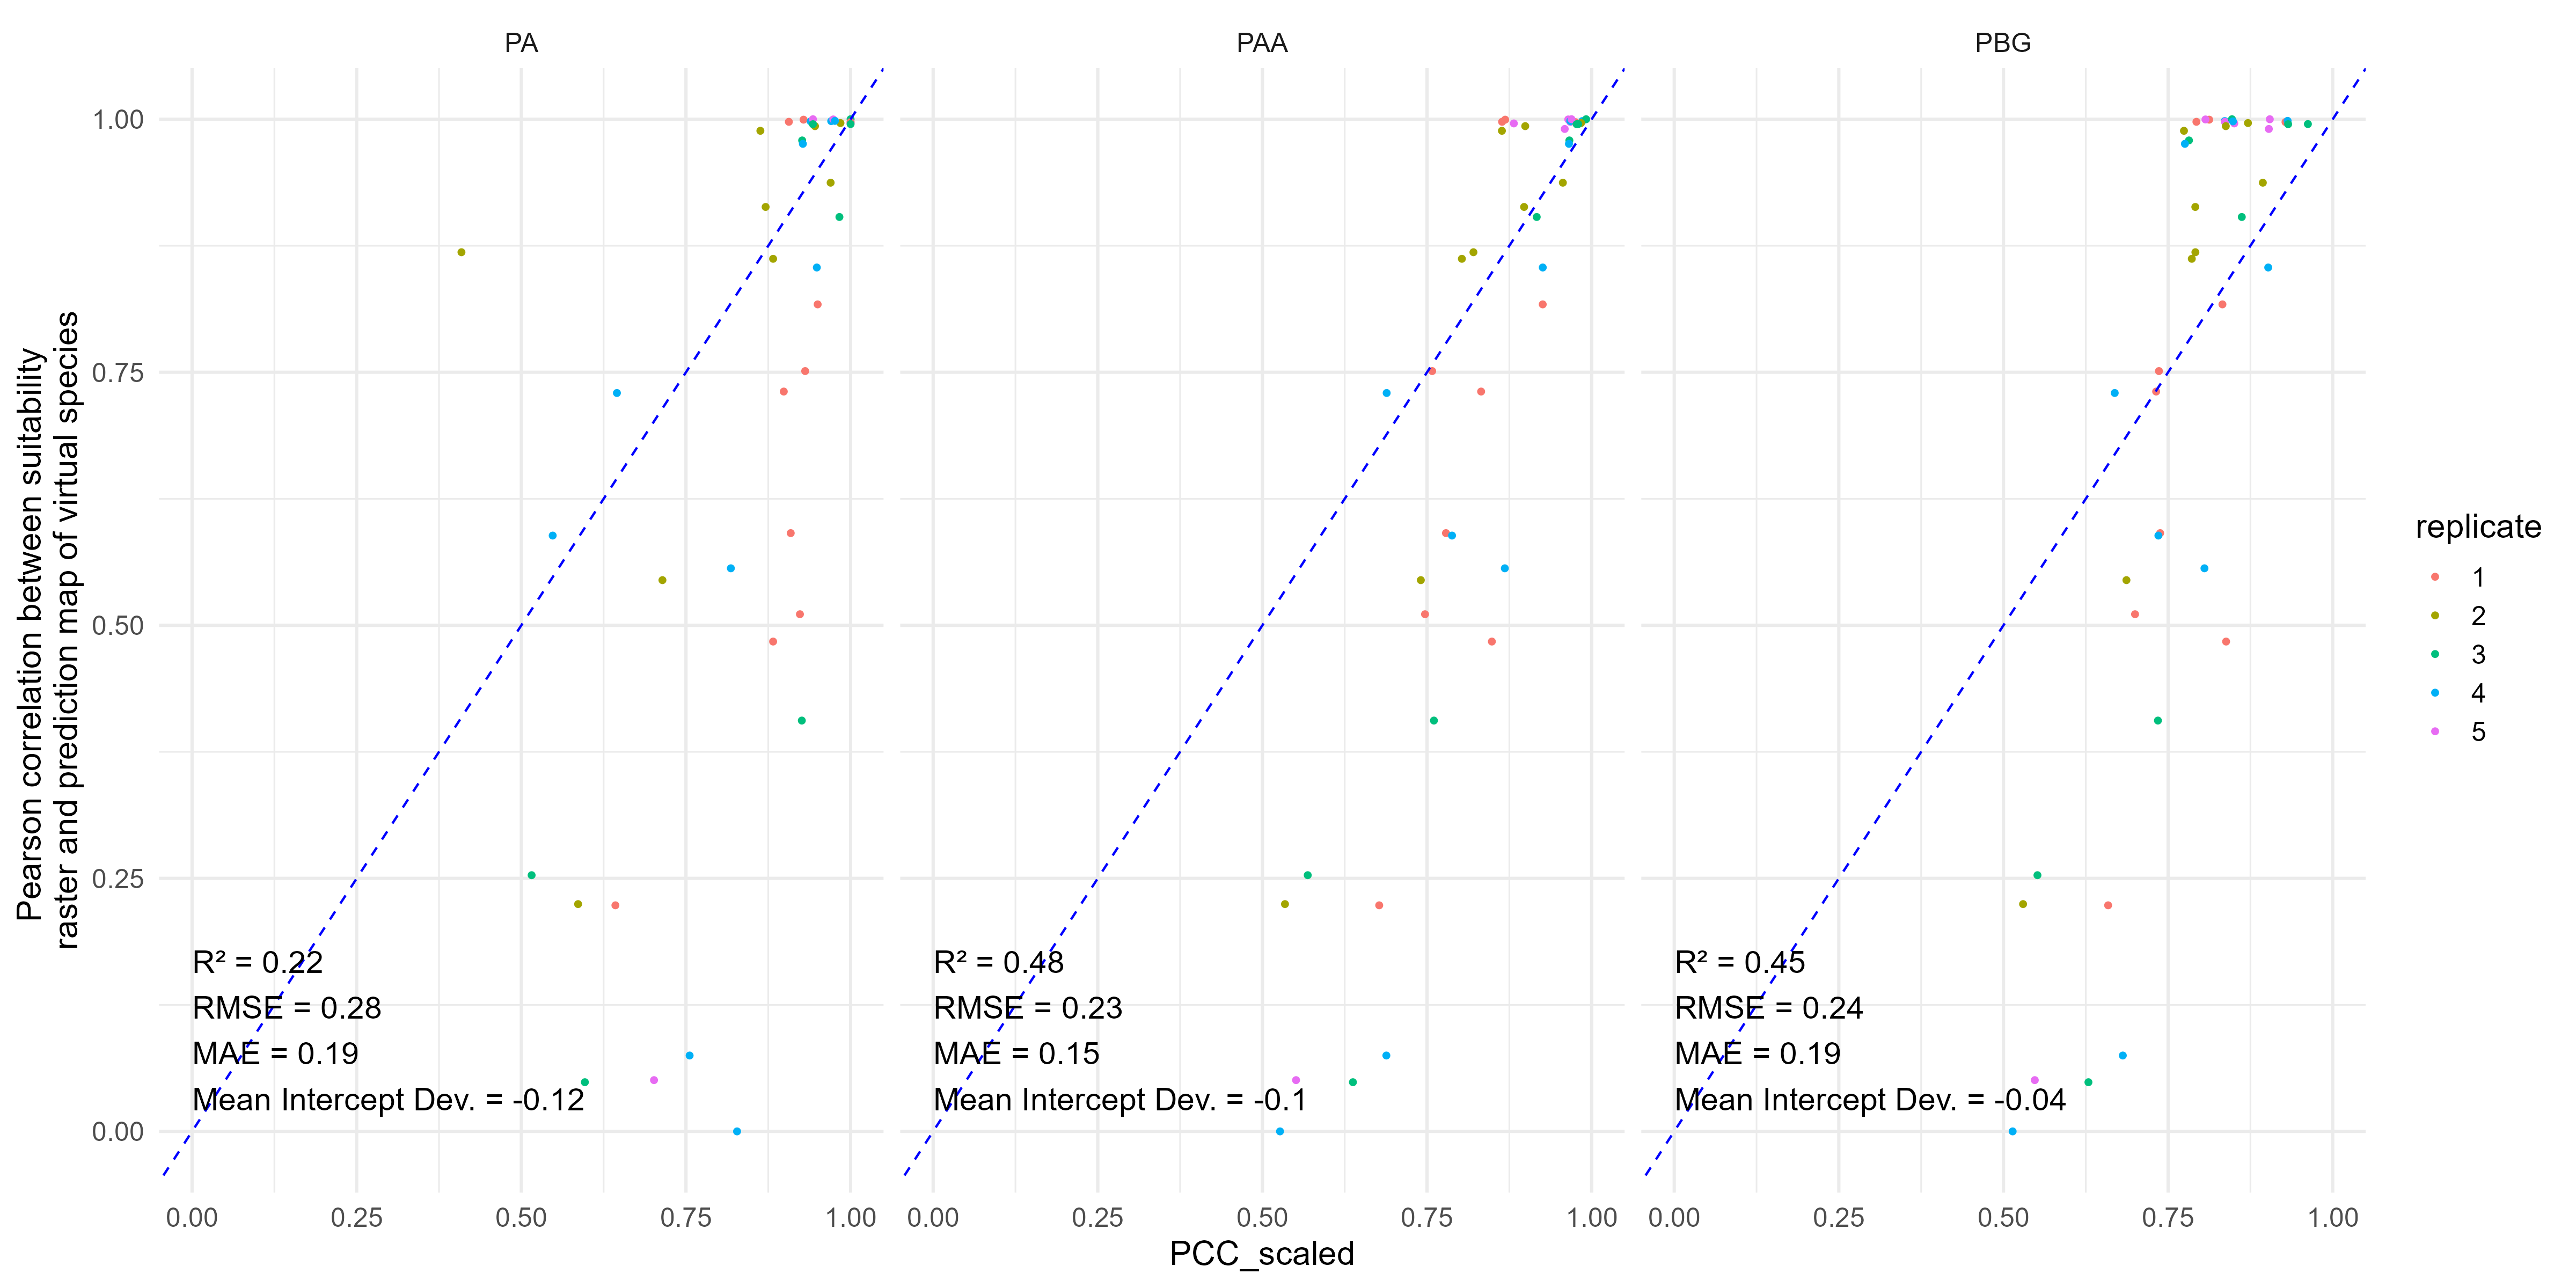 PA
PAA
PBG
Pearson correlation between suitability
raster and prediction map of virtual species
1.00
0.75
0.50
0.25
0.00
R² = 0.22
RMSE = 0.28
MAE = 0.19
Mean Intercept Dev. = -0.12
R² = 0.48
RMSE = 0.23
MAE = 0.15
Mean Intercept Dev. = -0.1
R² = 0.45
RMSE = 0.24
MAE = 0.19
Mean Intercept Dev. = -0.04
0.00 0.25 0.50 0.75 1.00
0.00 0.25 0.50 0.75 1.00
0.00 0.25 0.50 0.75 1.00
PCC_scaled
replicate
1
2
3
4
5